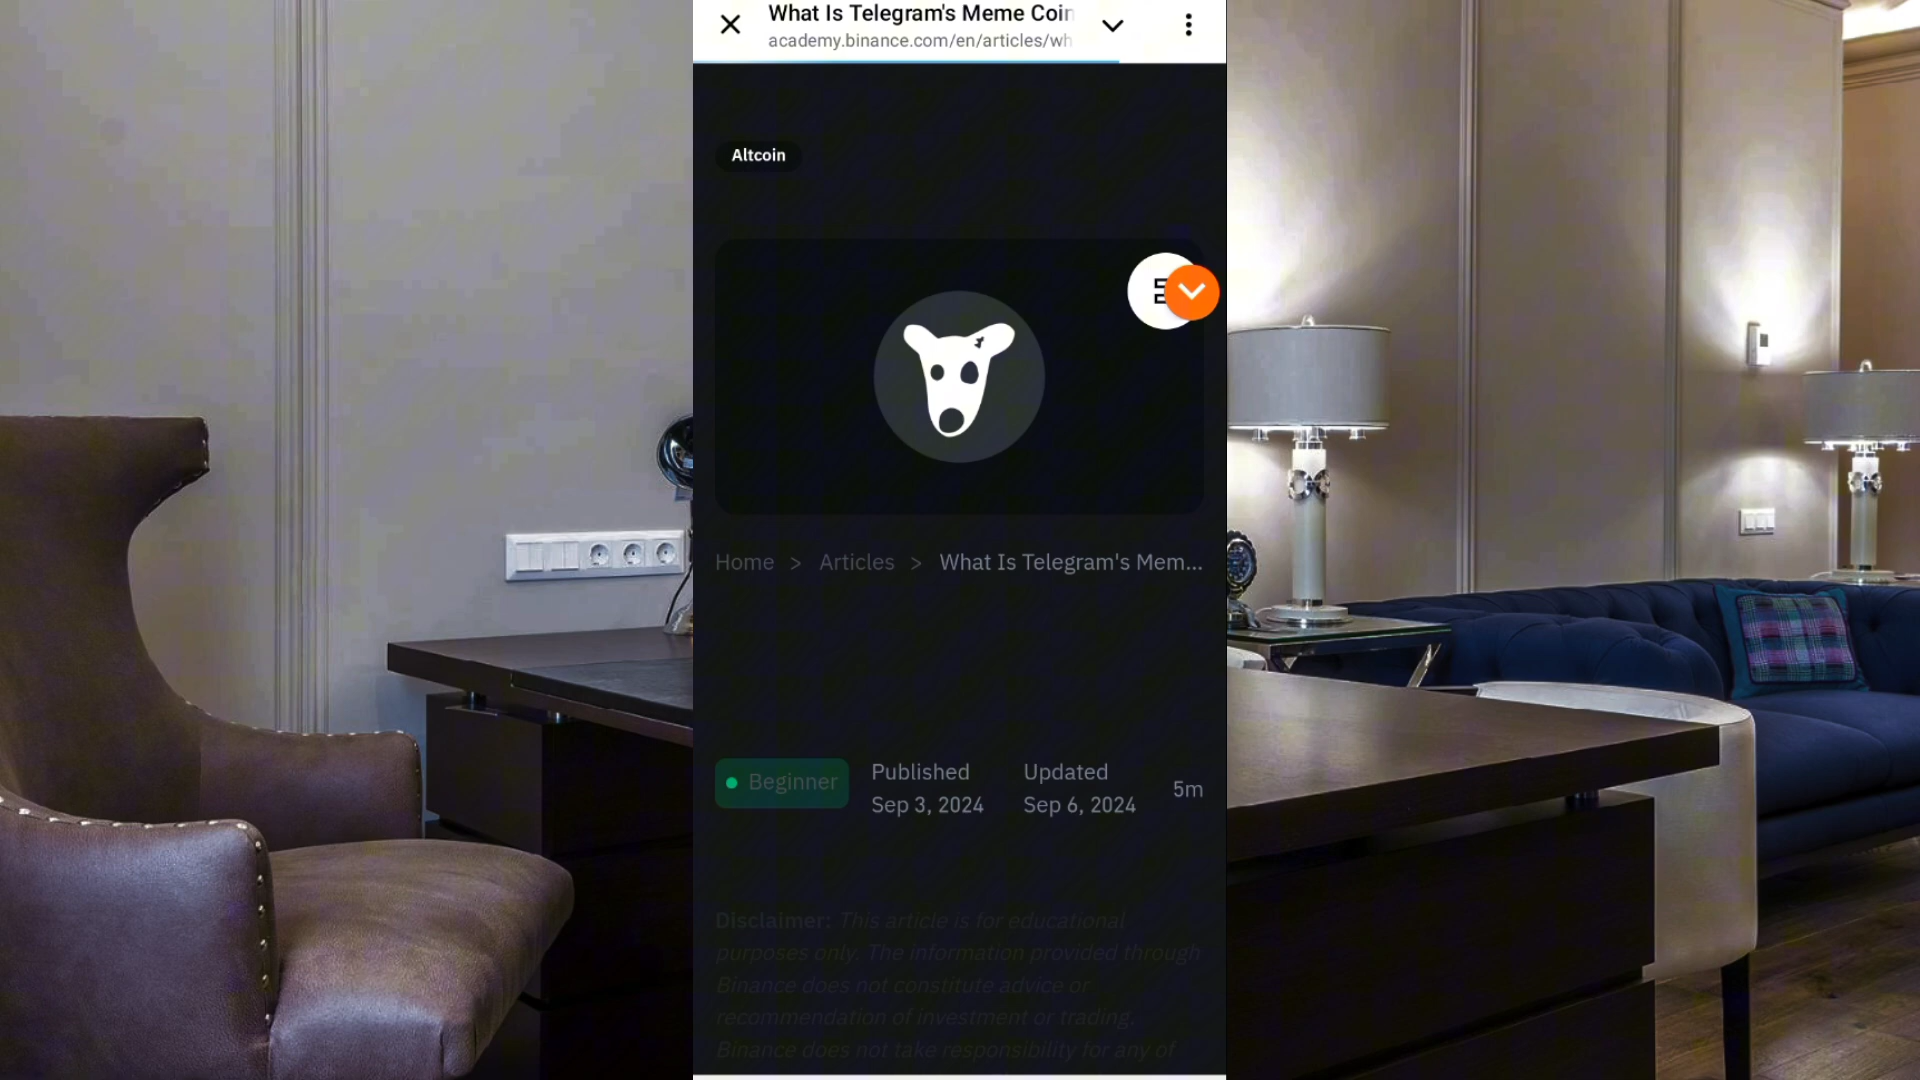 What Is Telegram's Meme Coin
academy.binance.com/en/articles/wh
Altcoin
Home > Articles > What Is Telegram's Mem...
Beginner
Published
Sep 3, 2024
Updated
Sep 6, 2024
5m
Disclaimer: This article is for educational
purposes only. The information provided through
Binance does not constitute advice or
recommendation of investment or trading.
Binance does not take responsibility for any of